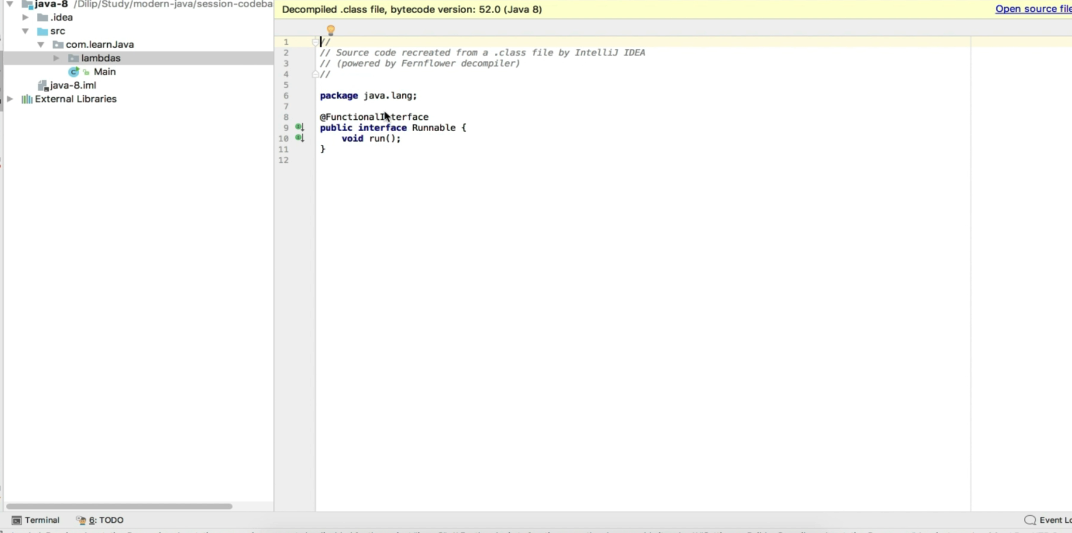 java-8 /Dilip/Study/modern-java/session-codeba
.idea
src
com.learnJava
lambdas
Main
java-8.iml
External Libraries
Decompiled .class file, bytecode version: 52.0 (Java 8)
Open source file
1 //
2 // Source code recreated from a .class file by IntelliJ IDEA
3 // (powered by Fernflower decompiler)
4 //
5
6 package java.lang;
7
8 @FunctionalInterface
9 public interface Runnable {
10 void run();
11 }
12
Terminal
6: TODO
Event Lo